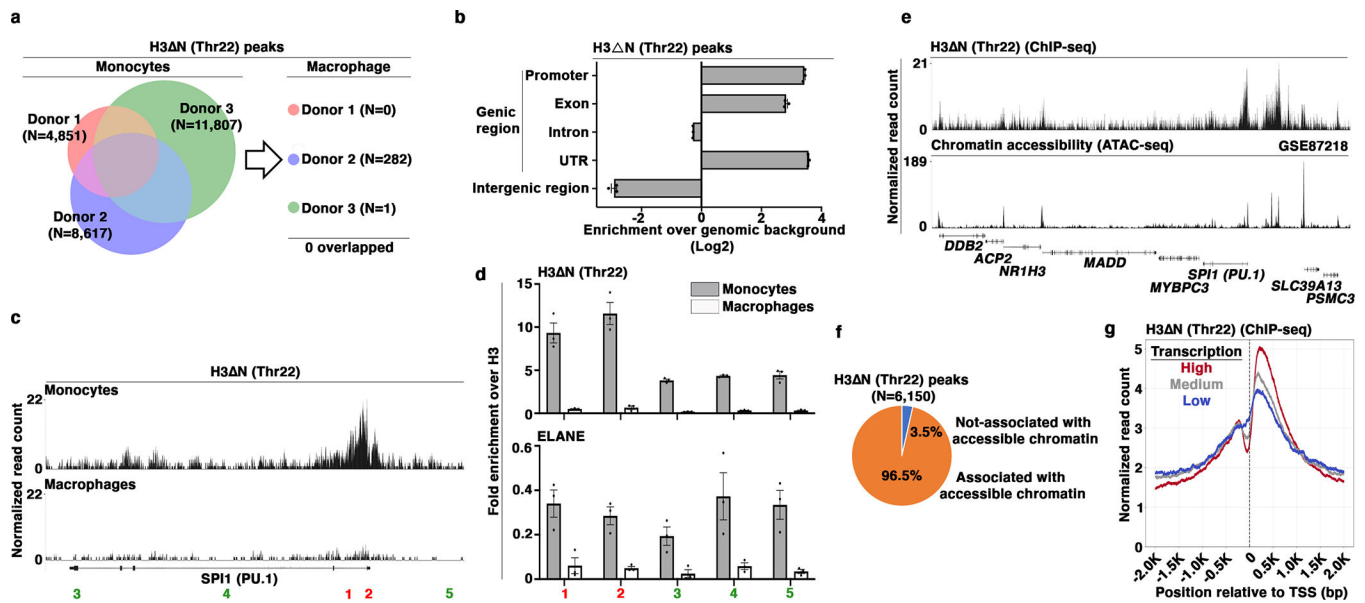 a
H3ΔN (Thr22) peaks
Monocytes
Macrophage
Donor 1
(N=4,851)
Donor 3
(N=11,807)
Donor 2
(N=8,617)
Donor 1 (N=0)
Donor 2 (N=282)
Donor 3 (N=1)
0 overlapped
b
H3△N (Thr22) peaks
Genic
region
Promoter
Exon
Intron
UTR
Intergenic region
-2 0 2 4
Enrichment over genomic background
(Log2)
c
H3ΔN (Thr22)
Normalized read count
Monocytes
22
0
Macrophages
22
0
SPI1 (PU.1)
3 4 1 2 5
d
H3ΔN (Thr22)
Fold enrichment over H3
15
10
5
0
Monocytes
Macrophages
ELANE
0.6
0.4
0.2
0
1 2 3 4 5
e
H3ΔN (Thr22) (ChIP-seq)
Normalized read count
21
0
Chromatin accessibility (ATAC-seq) GSE87218
189
0
DDB2
ACP2
NR1H3
MADD
MYBPC3
SPI1 (PU.1)
SLC39A13
PSMC3
f
H3ΔN (Thr22) peaks
(N=6,150)
3.5%
Not-associated with
accessible chromatin
96.5%
Associated with
accessible chromatin
g
H3ΔN (Thr22) (ChIP-seq)
Normalized read count
5
4
3
2
1
0
Transcription
High
Medium
Low
-2.0K -1.5K -1.0K -0.5K 0 0.5K 1.0K 1.5K 2.0K
Position relative to TSS (bp)